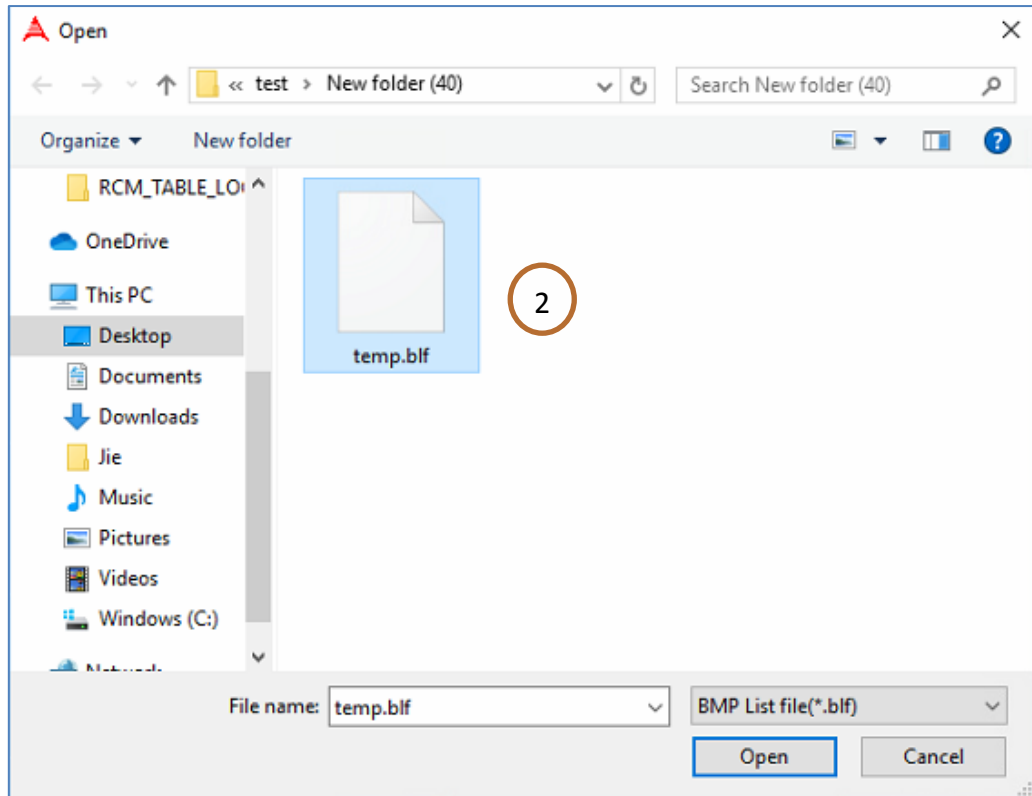 Open
« test > New folder (40)
Search New folder (40)
Organize
New folder
RCM_TABLE_LO
OneDrive
This PC
Desktop
Documents
Downloads
Jie
Music
Pictures
Videos
Windows (C:)
temp.blf
2
File name:
temp.blf
BMP List file(*.blf)
Open
Cancel